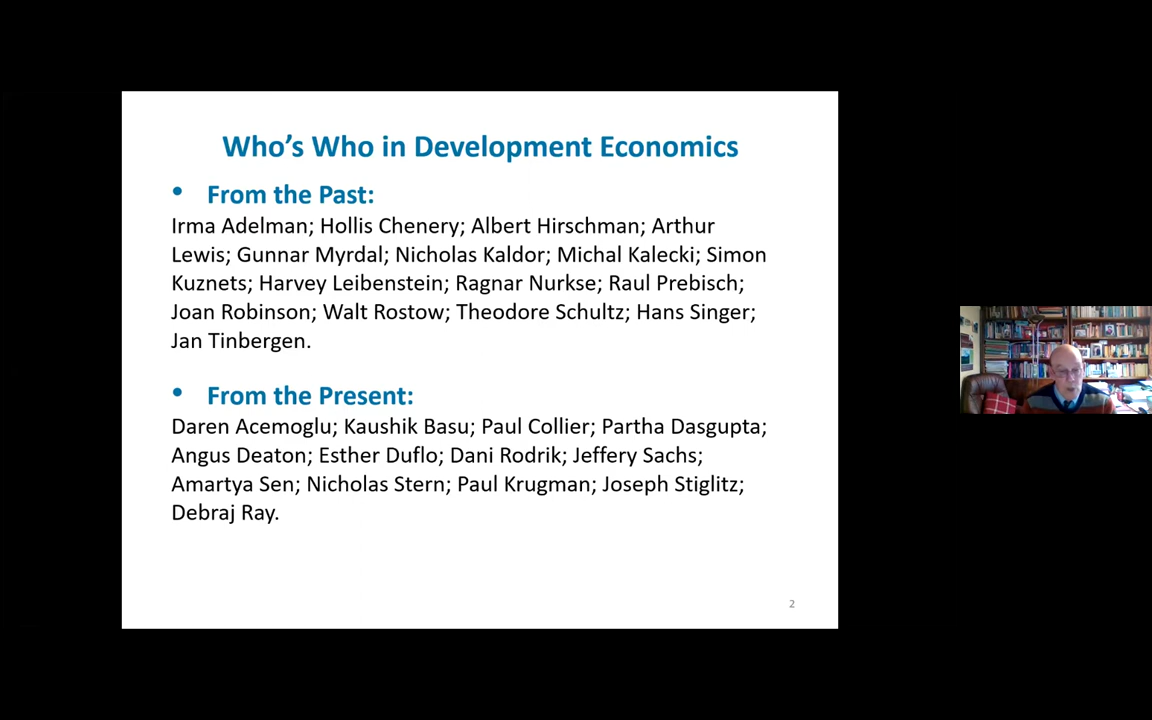 Who's Who in Development Economics
• From the Past:
Irma Adelman; Hollis Chenery; Albert Hirschman; Arthur
Lewis; Gunnar Myrdal; Nicholas Kaldor; Michal Kalecki; Simon
Kuznets; Harvey Leibenstein; Ragnar Nurkse; Raul Prebisch;
Joan Robinson; Walt Rostow; Theodore Schultz; Hans Singer;
Jan Tinbergen.
• From the Present:
Daren Acemoglu; Kaushik Basu; Paul Collier; Partha Dasgupta;
Angus Deaton; Esther Duflo; Dani Rodrik; Jeffery Sachs;
Amartya Sen; Nicholas Stern; Paul Krugman; Joseph Stiglitz;
Debraj Ray.
2